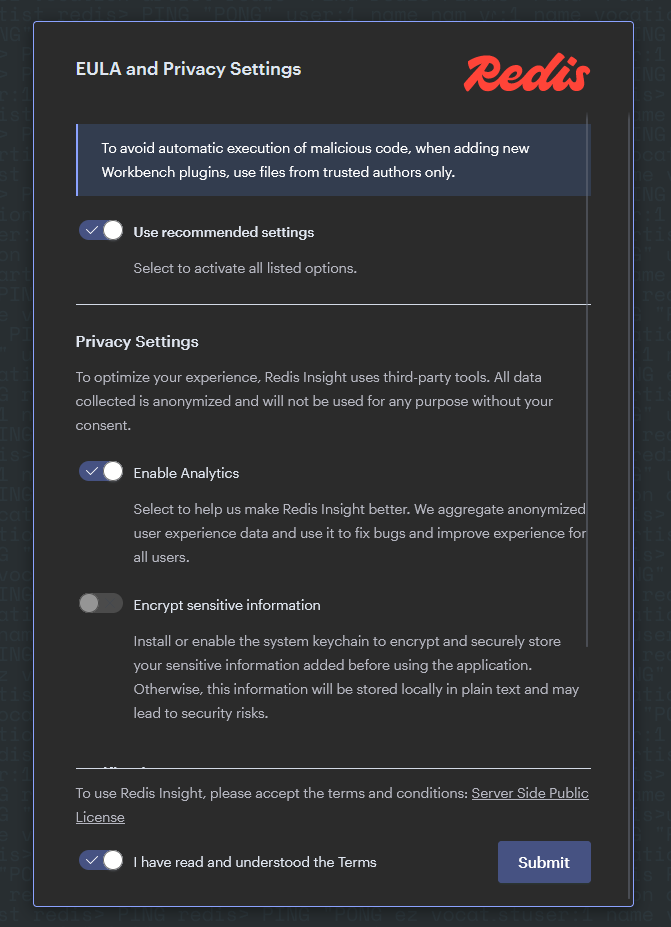 EULA and Privacy Settings
Redis
To avoid automatic execution of malicious code, when adding new
Workbench plugins, use files from trusted authors only.
Use recommended settings
Select to activate all listed options.
Privacy Settings
To optimize your experience, Redis Insight uses third-party tools. All data
collected is anonymized and will not be used for any purpose without your
consent.
Enable Analytics
Select to help us make Redis Insight better. We aggregate anonymized
user experience data and use it to fix bugs and improve experience for
all users.
Encrypt sensitive information
Install or enable the system keychain to encrypt and securely store
your sensitive information added before using the application.
Otherwise, this information will be stored locally in plain text and may
lead to security risks.
To use Redis Insight, please accept the terms and conditions: Server Side Public
License
I have read and understood the Terms
Submit